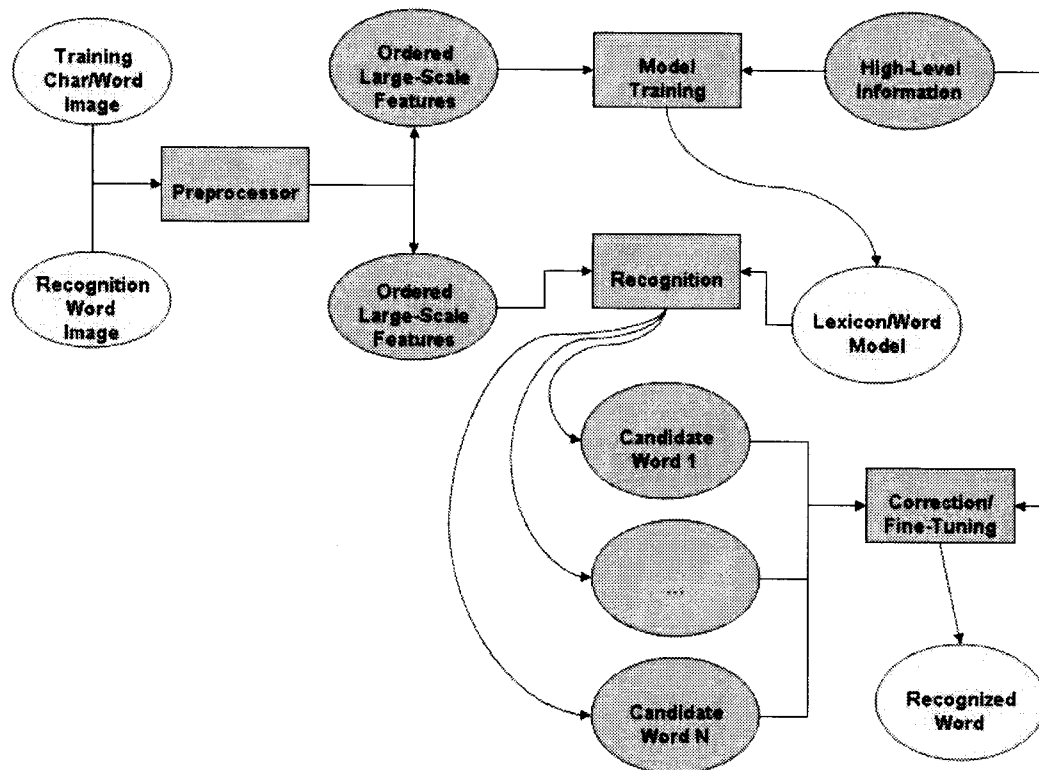 Training
Char/Word
Image
Ordered
Large-Scale
Features
Model
Training
High-Level
Information
Preprocessor
Recognition
Word
Image
Ordered
Large-Scale
Features
Recognition
Lexicon/Word
Model
Candidate
Word 1
Correction/
Fine-Tuning
...
Candidate
Word N
Recognized
Word